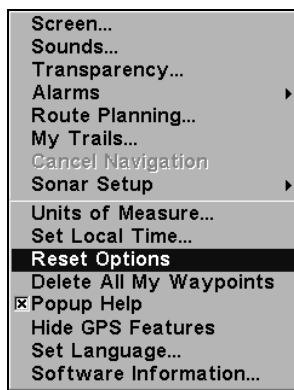 Screen...
Sounds...
Transparency...
Alarms
Route Planning...
My Trails...
Cancel Navigation
Sonar Setup
Units of Measure...
Set Local Time...
Reset Options
Delete All My Waypoints
Popup Help
Hide GPS Features
Set Language...
Software Information...